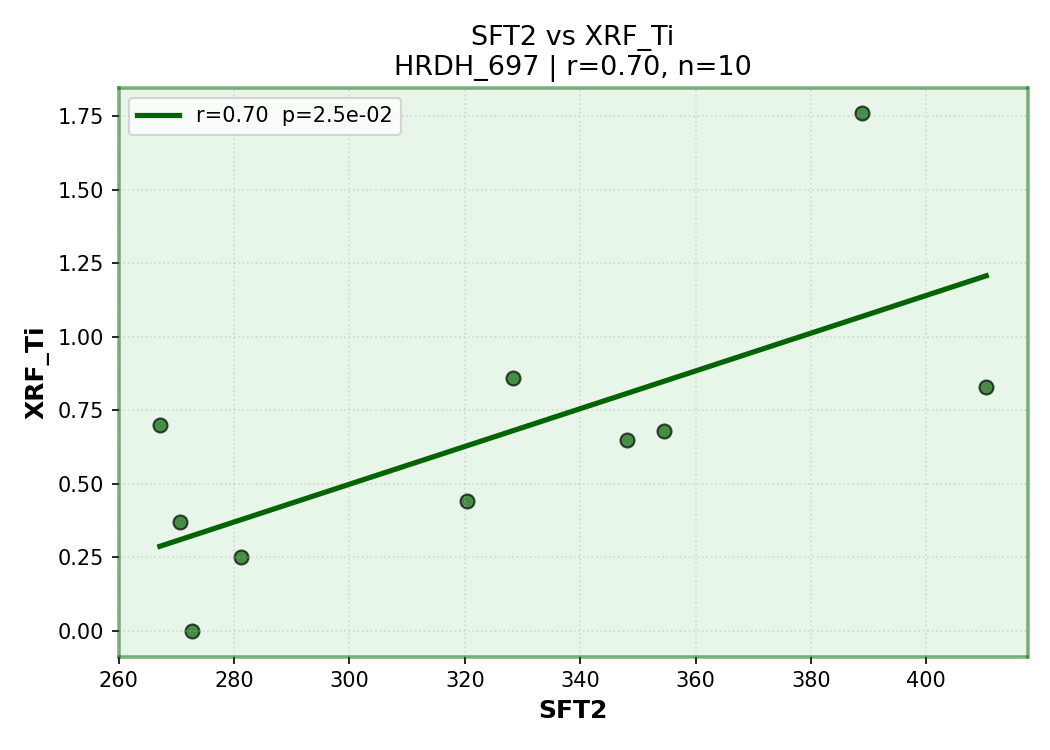 SFT2 vs XRF_Ti
HRDH_697 | r=0.70, n=10
r=0.70  p=2.5e-02
XRF_Ti
1.75
1.50
1.25
1.00
0.75
0.50
0.25
0.00
260 280 300 320 340 360 380 400
SFT2